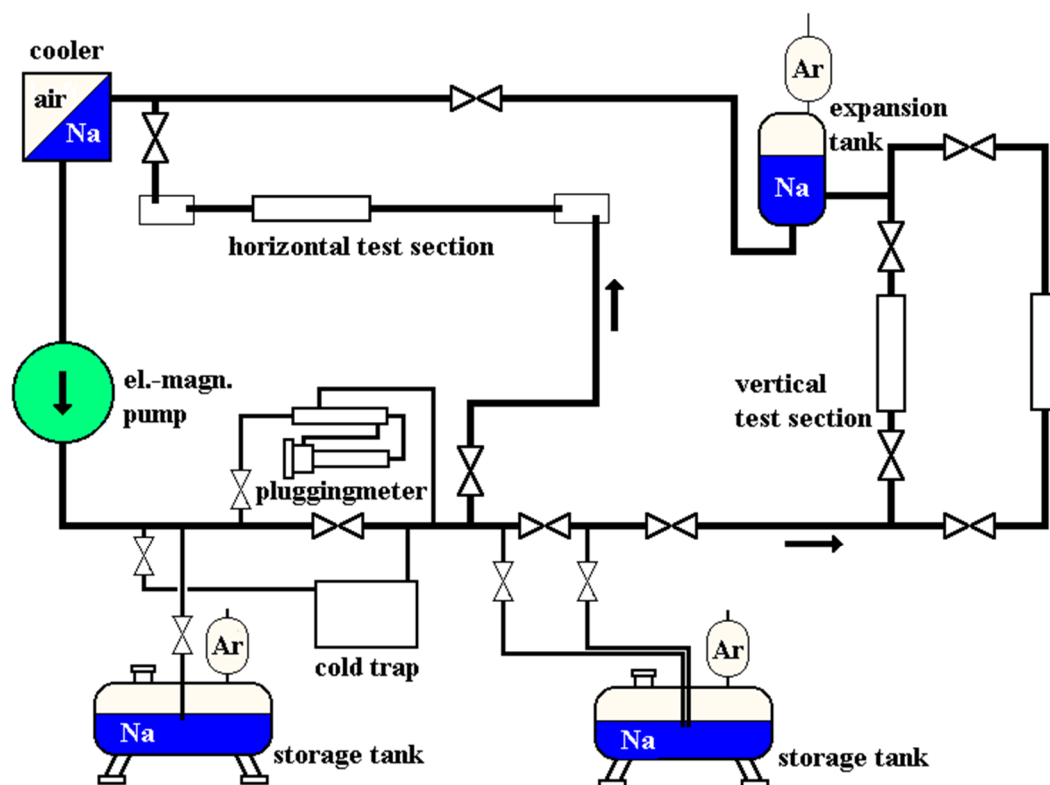 cooler
air
Na
Ar
expansion
tank
Na
horizontal test section
el.-magn.
pump
vertical
test section
pluggingmeter
cold trap
Ar
Na
storage tank
Ar
Na
storage tank